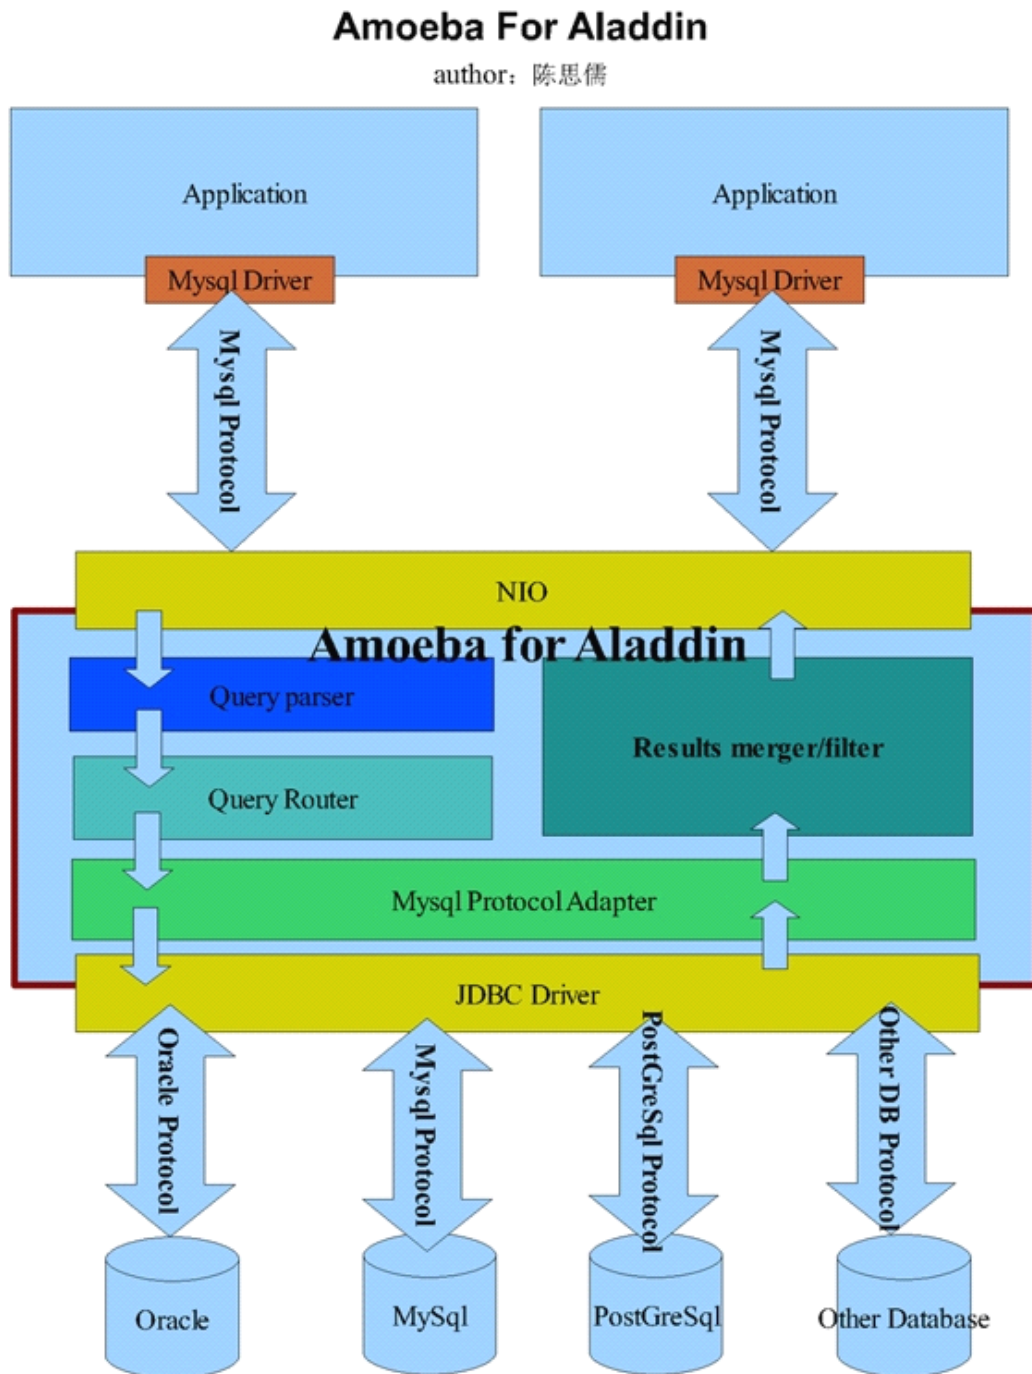 Amoeba For Aladdin
author：陈思儒
Application
Application
Mysql Driver
Mysql Driver
Mysql Protocol
Mysql Protocol
NIO
Amoeba for Aladdin
Query parser
Results merger/filter
Query Router
Mysql Protocol Adapter
JDBC Driver
Oracle Protocol
Mysql Protocol
PostGreSql Protocol
Other DB Protocol
Oracle
MySql
PostGreSql
Other Database